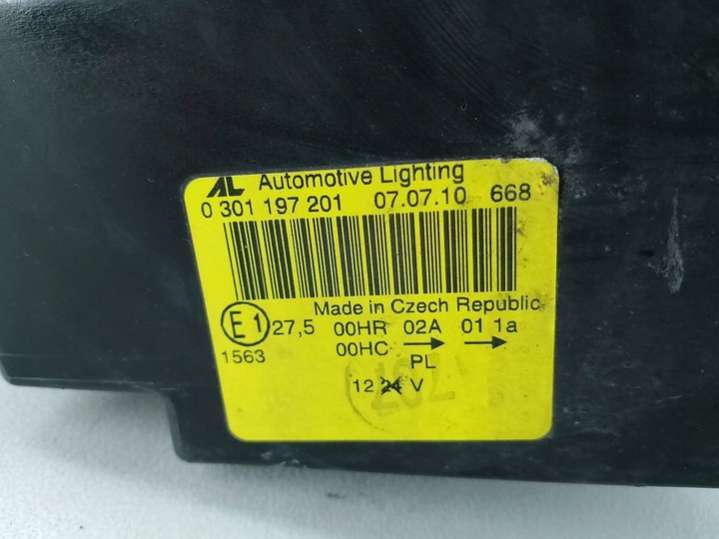 AL Automotive Lighting
0 301 197 201 07.07.10 668
Made in Czech Republic
E1 27,5 00HR 02A 01 1a
1563 00HC → →
PL
12 24 V